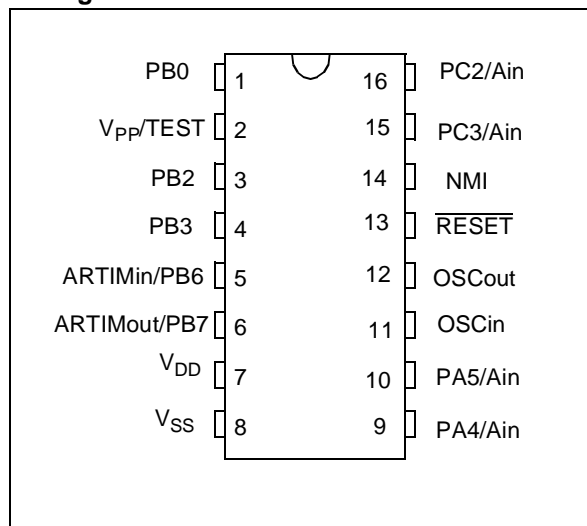 PB0 1 16 PC2/Ain
VPP/TEST 2 15 PC3/Ain
PB2 3 14 NMI
PB3 4 13 RESET
ARTIMin/PB6 5 12 OSCout
ARTIMout/PB7 6 11 OSCin
VDD 7 10 PA5/Ain
VSS 8 9 PA4/Ain